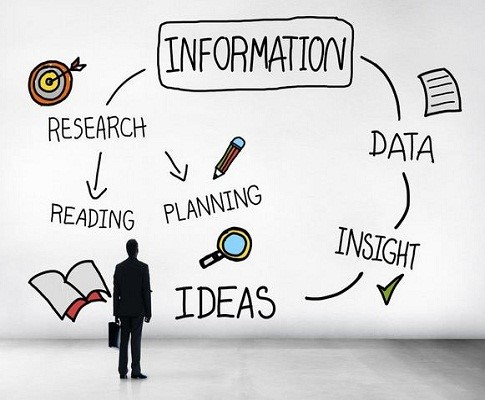 INFORMATION
RESEARCH
DATA
READING
PLANNING
INSIGHT
IDEAS